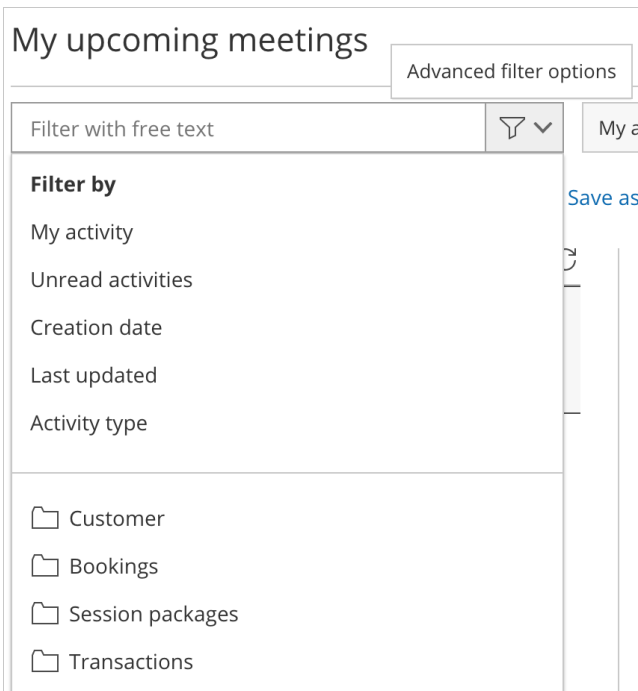 My upcoming meetings
Advanced filter options
Filter with free text
My a
Filter by
Save as
My activity
Unread activities
Creation date
Last updated
Activity type
Customer
Bookings
Session packages
Transactions